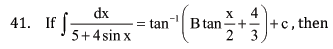 41. If ∫ dx / (5 + 4 sin x) = tan⁻¹ (B tan x/2 + 4/3) + c , then